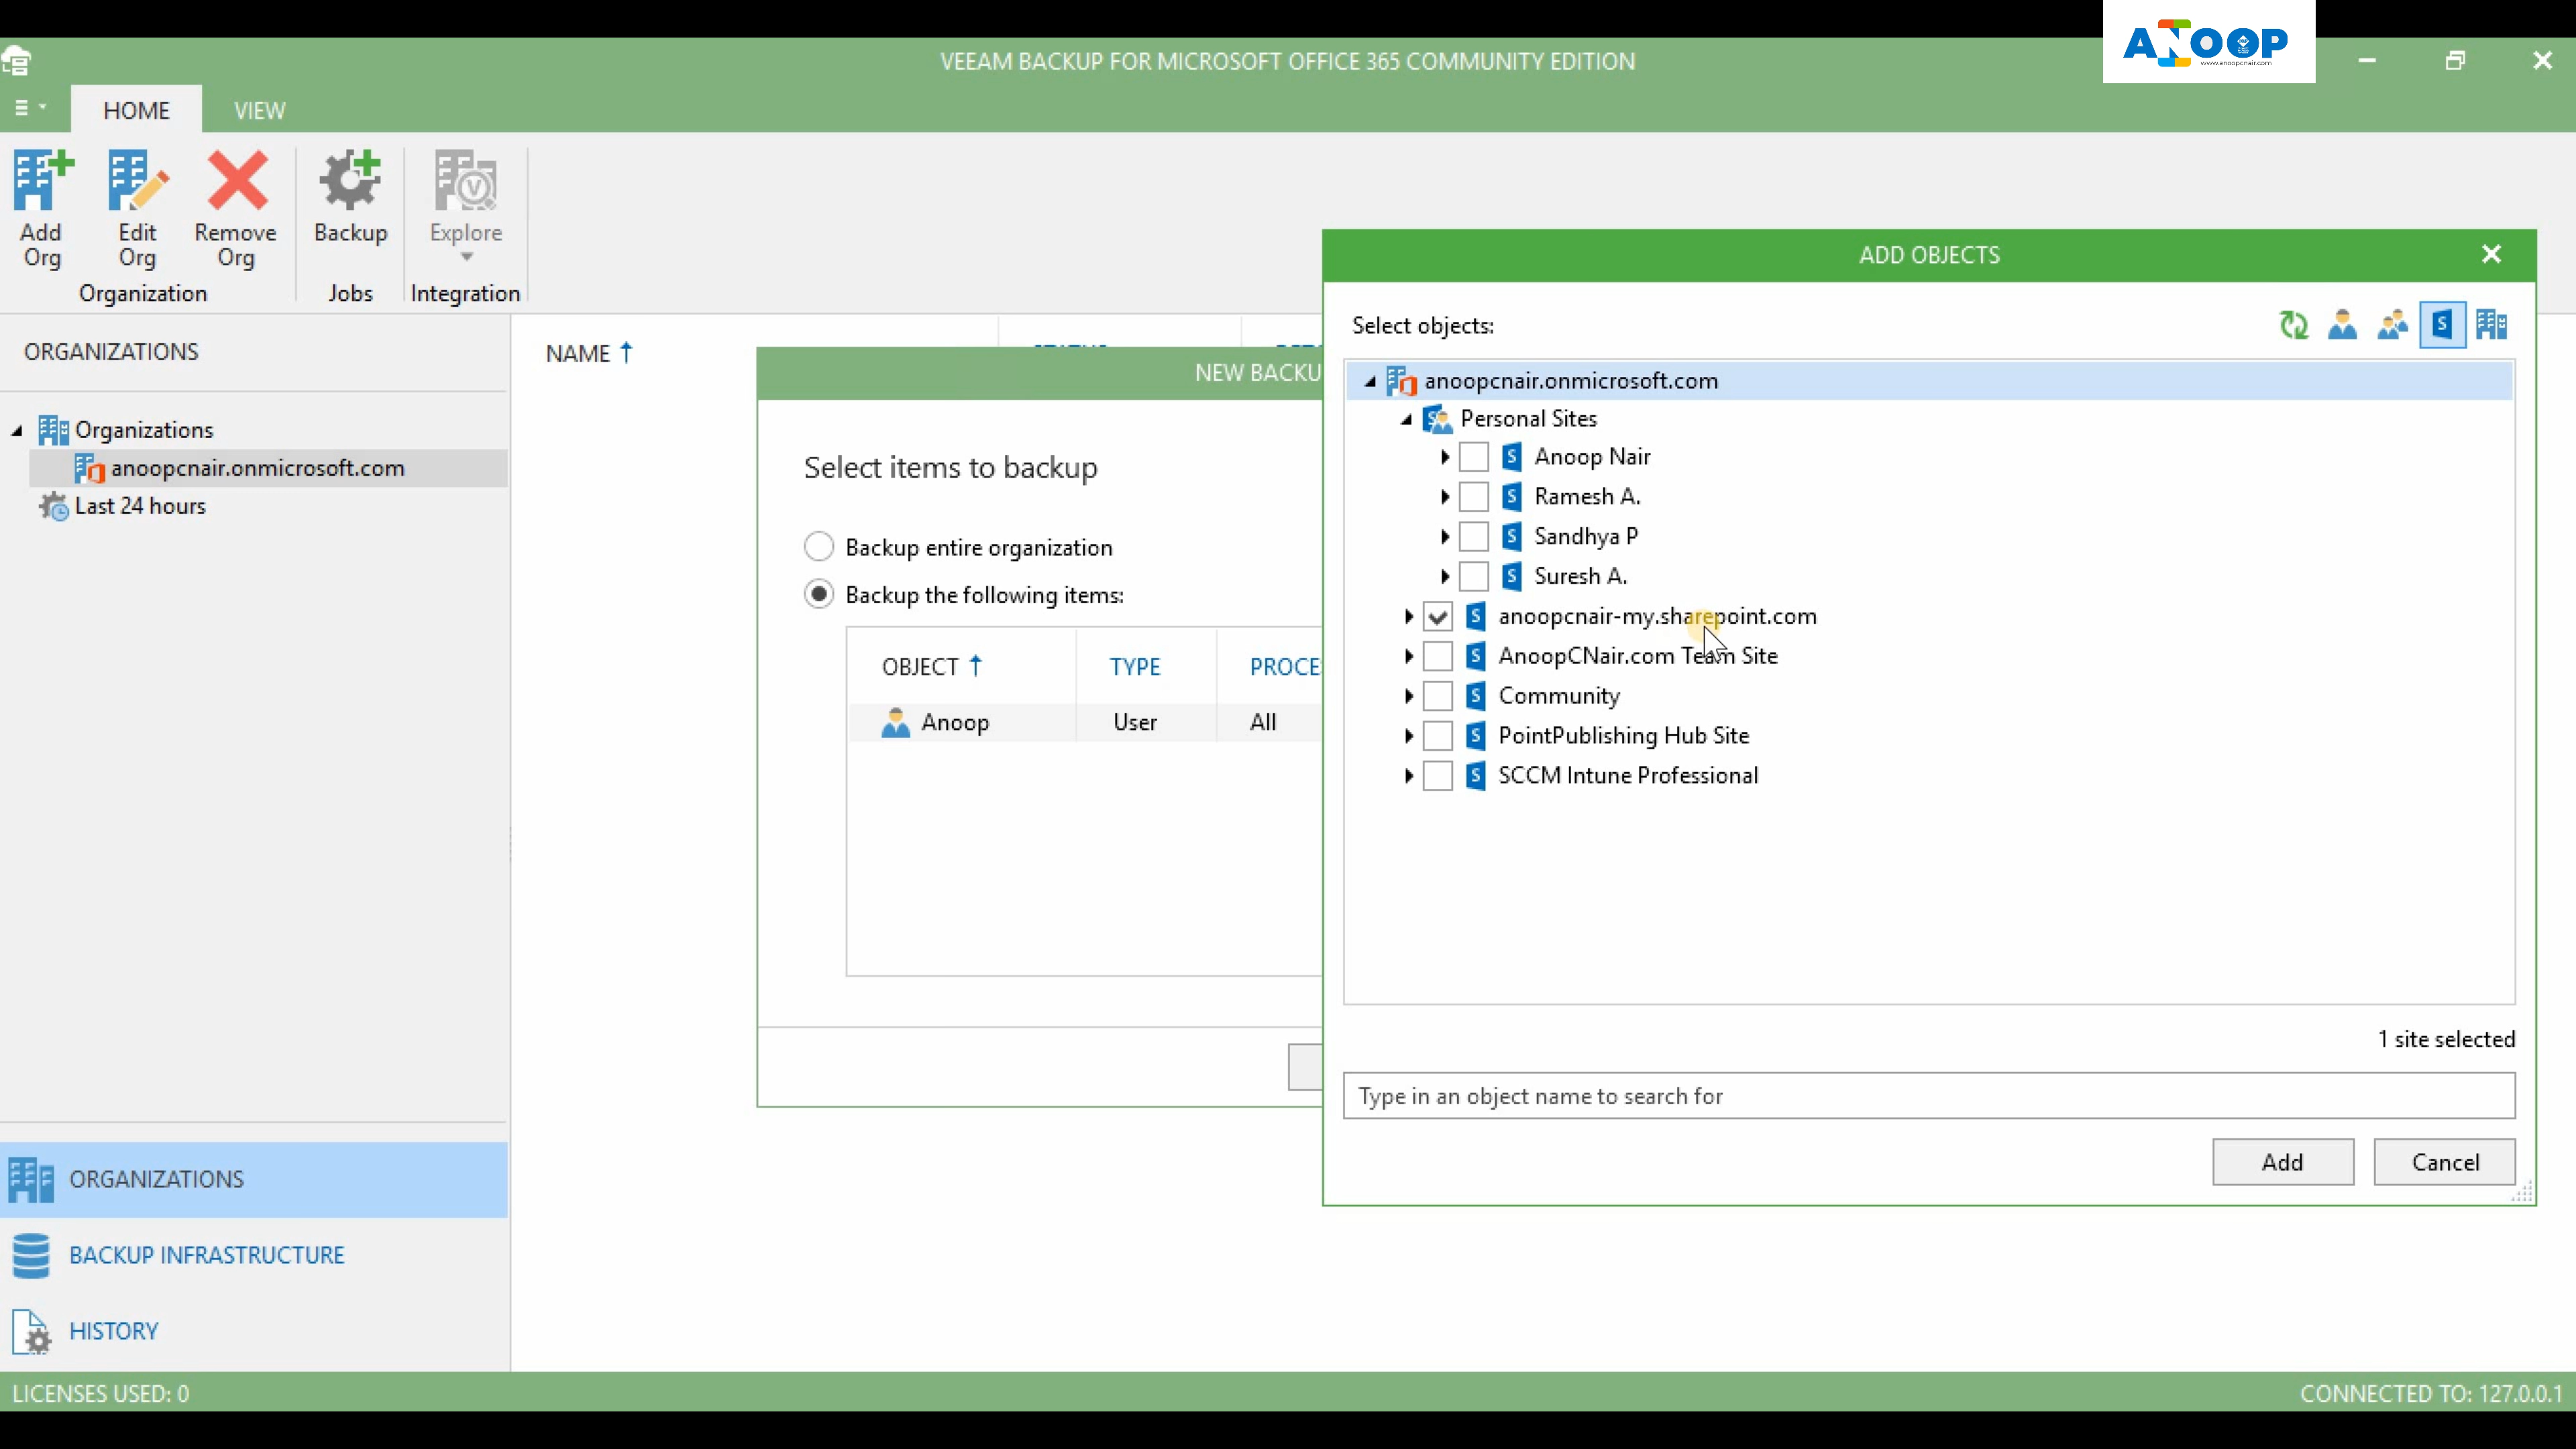 ANOOP
www.anoopcnair.com
VEEAM BACKUP FOR MICROSOFT OFFICE 365 COMMUNITY EDITION
HOME
VIEW
Add Org
Edit Org
Remove Org
Backup
Explore
Organization
Jobs
Integration
ORGANIZATIONS
Organizations
anoopcnair.onmicrosoft.com
Last 24 hours
NAME
NEW BACKU
Select items to backup
Backup entire organization
Backup the following items:
OBJECT
TYPE
PROCE
Anoop
User
All
ADD OBJECTS
Select objects:
anoopcnair.onmicrosoft.com
Personal Sites
Anoop Nair
Ramesh A.
Sandhya P
Suresh A.
anoopcnair-my.sharepoint.com
AnoopCNair.com Team Site
Community
PointPublishing Hub Site
SCCM Intune Professional
1 site selected
Type in an object name to search for
Add
Cancel
ORGANIZATIONS
BACKUP INFRASTRUCTURE
HISTORY
LICENSES USED: 0
CONNECTED TO: 127.0.0.1